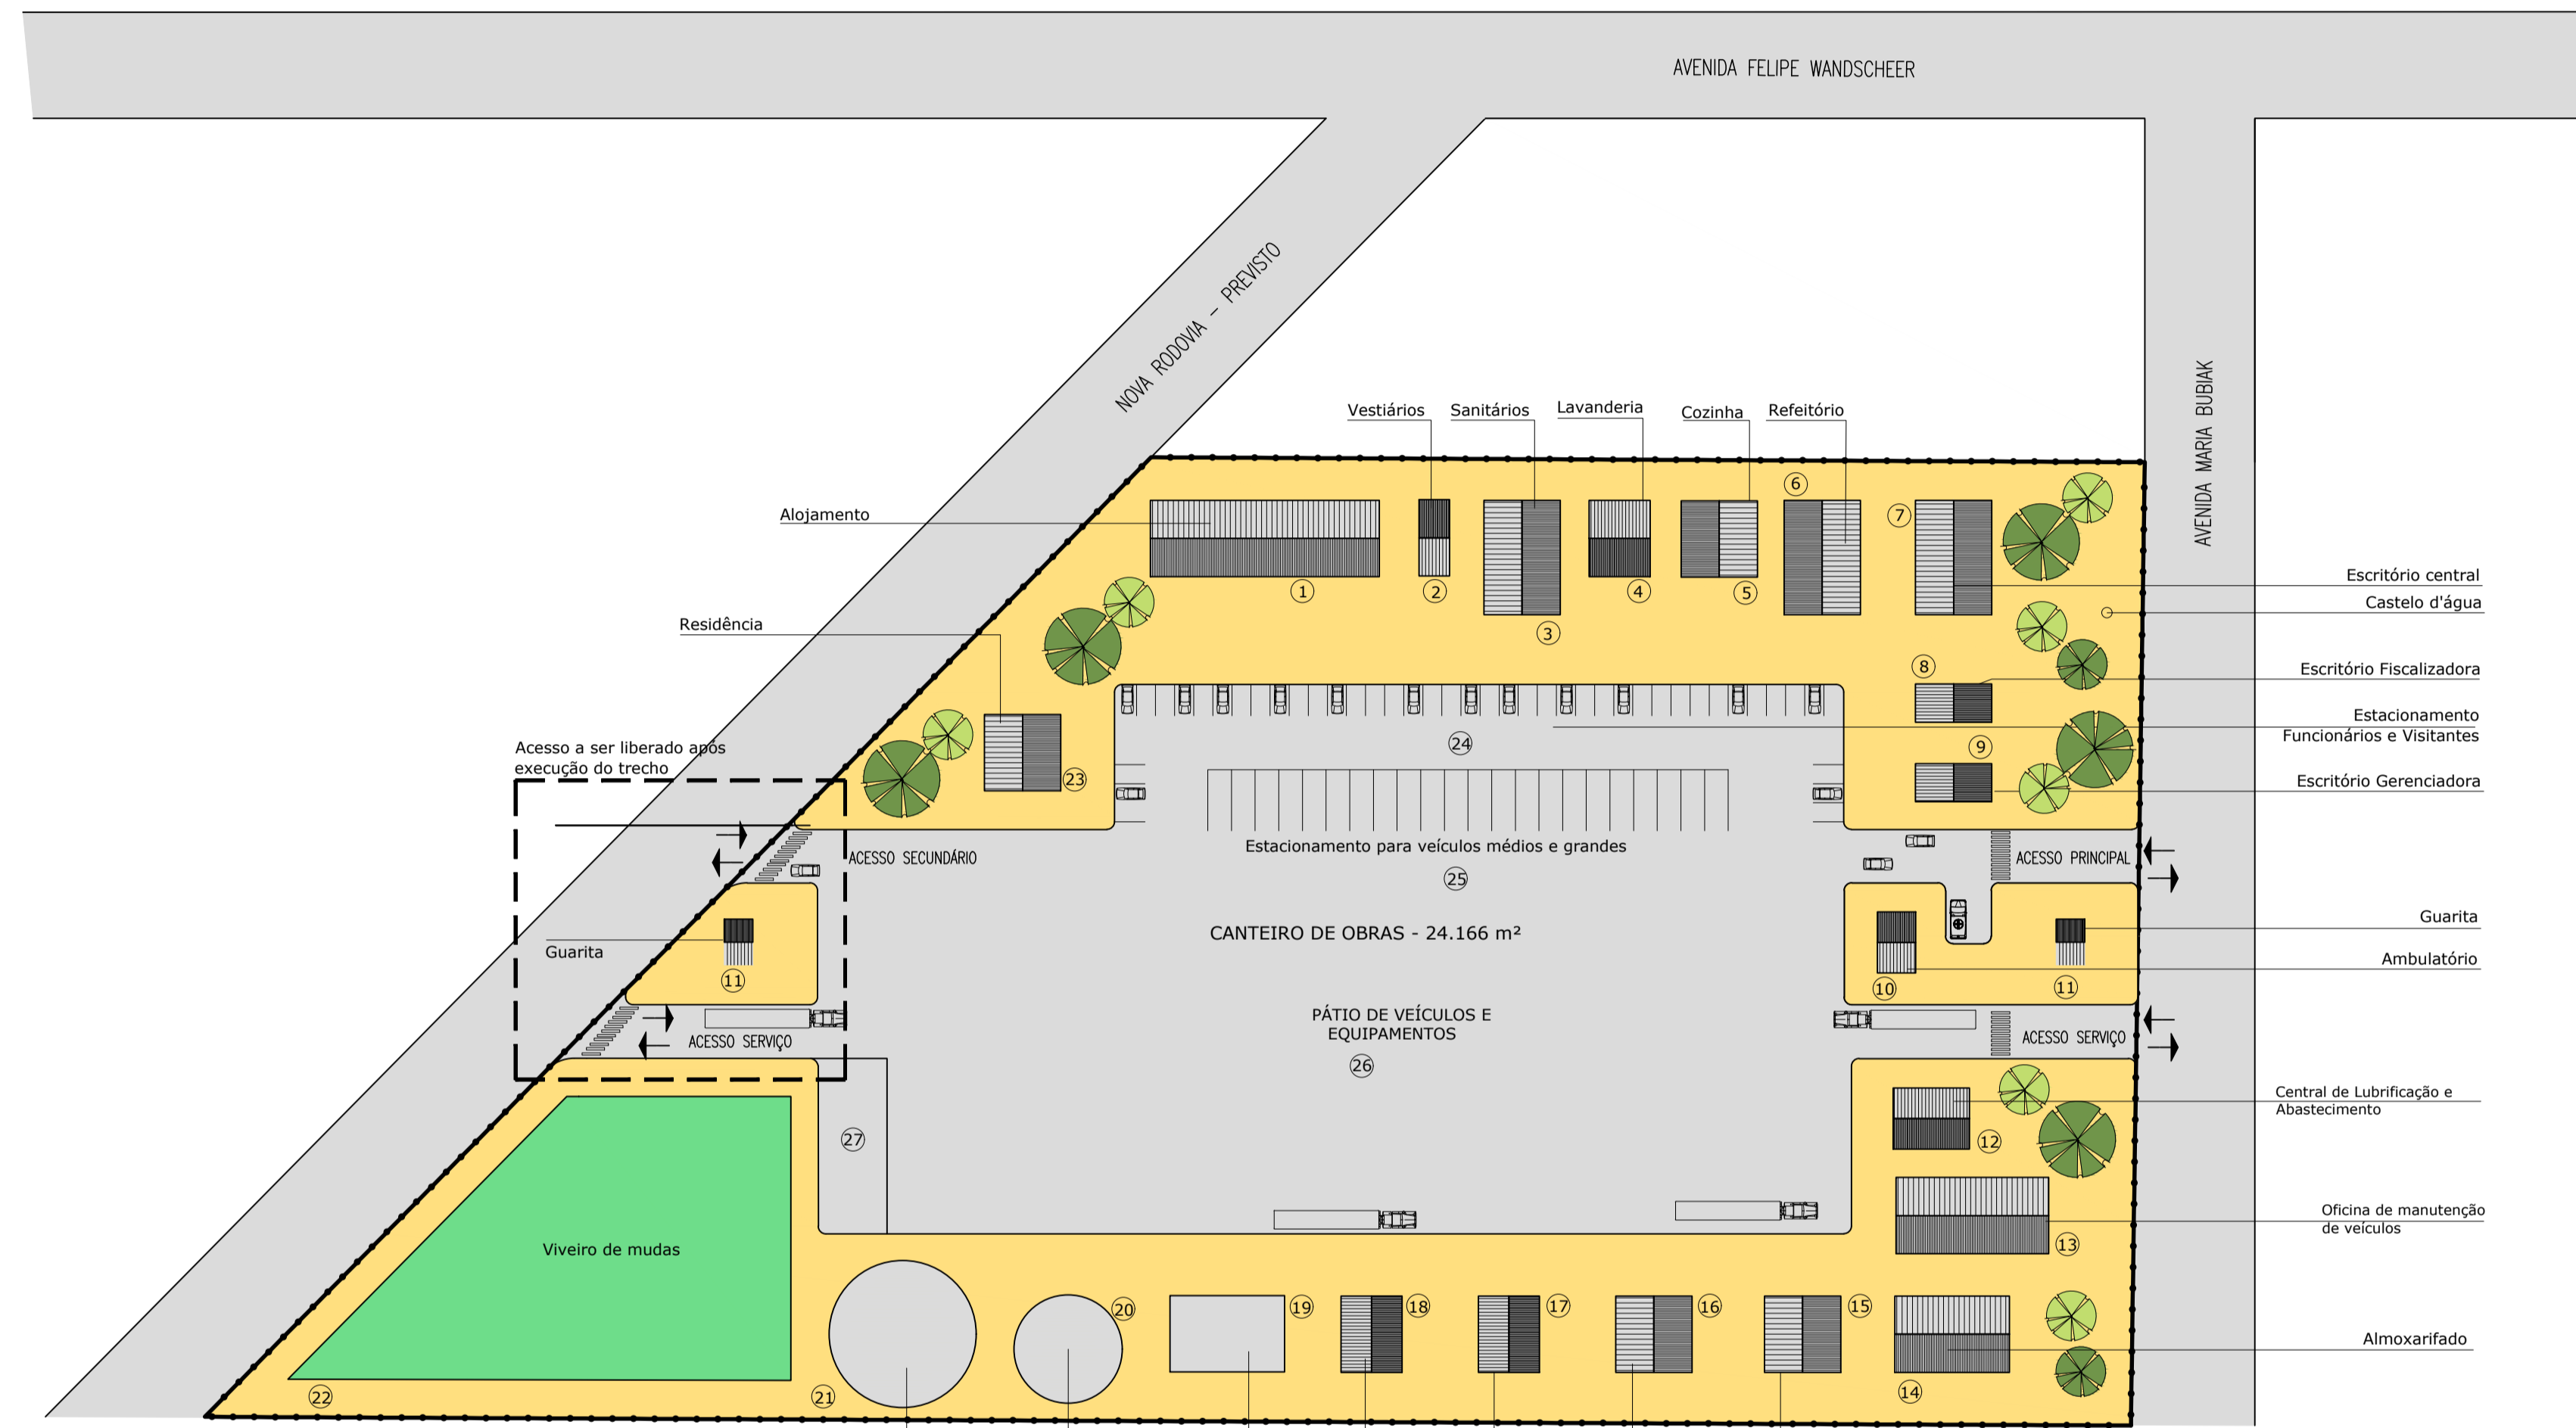 AVENIDA FELIPE WANDSCHEER
NOVA RODOVIA - PREVISTO
AVENIDA MARIA BUBIAK
Vestiários
Sanitários
Lavanderia
Cozinha
Refeitório
6
7
Alojamento
1
2
3
4
5
Escritório central
Castelo d'água
Residência
8
Escritório Fiscalizadora
Estacionamento
Funcionários e Visitantes
24
9
Acesso a ser liberado após
execução do trecho
23
Escritório Gerenciadora
Estacionamento para veículos médios e grandes
25
ACESSO SECUNDÁRIO
ACESSO PRINCIPAL
CANTEIRO DE OBRAS - 24.166 m²
Guarita
11
Guarita
Ambulatório
10
11
PÁTIO DE VEÍCULOS E
EQUIPAMENTOS
26
ACESSO SERVIÇO
ACESSO SERVIÇO
Central de Lubrificação e
Abastecimento
27
12
Oficina de manutenção
de veículos
13
Viveiro de mudas
20
19
18
17
16
15
Almoxarifado
22
21
14